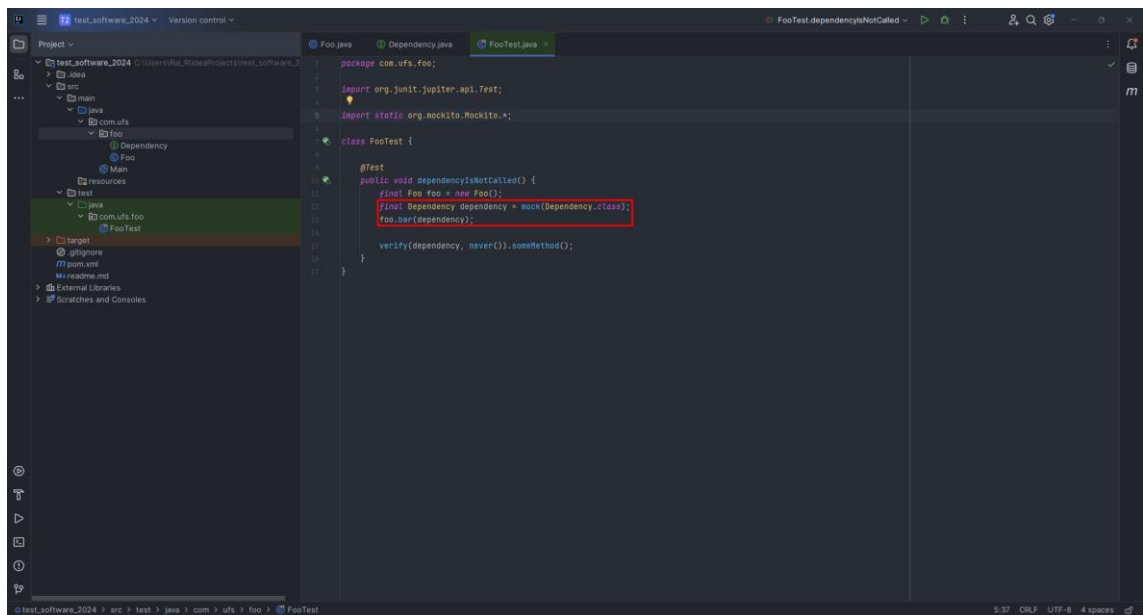 T2 test_software_2024 Version control FooTest.dependencyIsNotCalled
Project Foo.java Dependency.java FooTest.java
test_software_2024
.idea
src
main
java
com.ufs
foo
Dependency
Foo
Main
resources
test
java
com.ufs.foo
FooTest
target
.gitignore
pom.xml
readme.md
External Libraries
Scratches and Consoles
package com.ufs.foo;
import org.junit.jupiter.api.Test;
5 import static org.mockito.Mockito.*;
class FooTest {
@Test
public void dependencyIsNotCalled() {
final Foo foo = new Foo();
final Dependency dependency = mock(Dependency.class);
foo.bar(dependency);
verify(dependency, never()).someMethod();
}
}
test_software_2024 > src > test > java > com > ufs > foo > FooTest 5:37 CRLF UTF-8 4 spaces